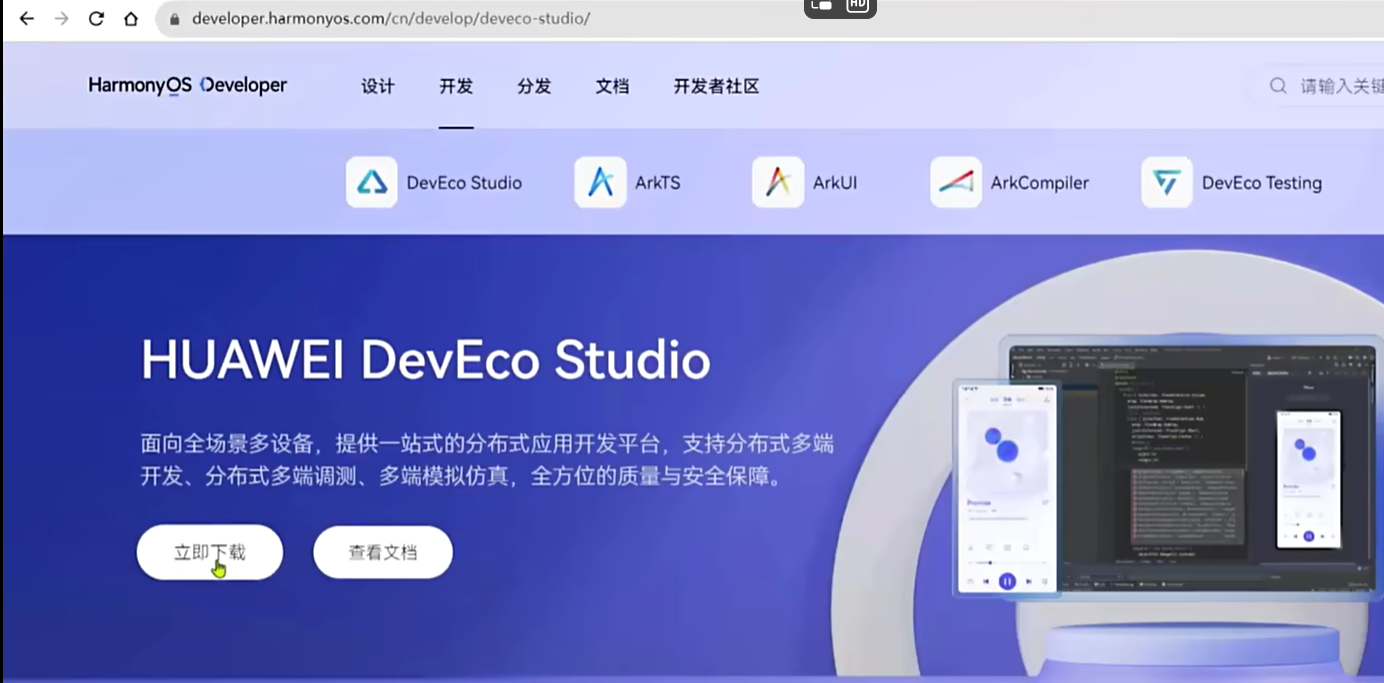 developer.harmonyos.com/cn/develop/deveco-studio/
HD
HarmonyOS Developer
设计
开发
分发
文档
开发者社区
请输入关键
DevEco Studio
ArkTS
ArkUI
ArkCompiler
DevEco Testing
HUAWEI DevEco Studio
面向全场景多设备，提供一站式的分布式应用开发平台，支持分布式多端
开发、分布式多端调测、多端模拟仿真，全方位的质量与安全保障。
立即下载
查看文档